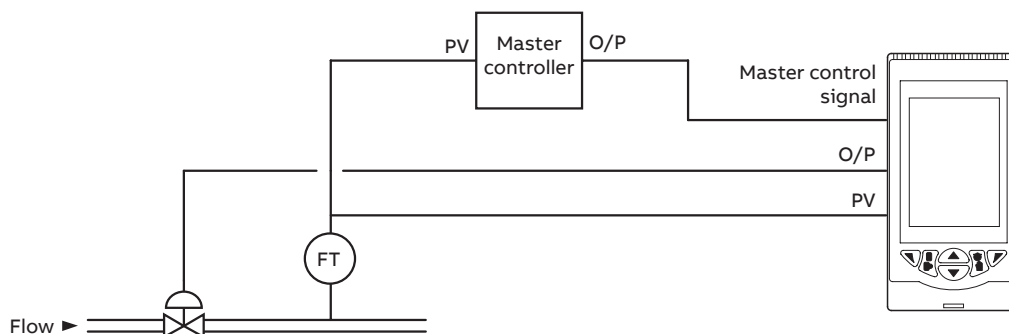 PV
Master
controller
O/P
Master control
signal
O/P
PV
FT
Flow ►